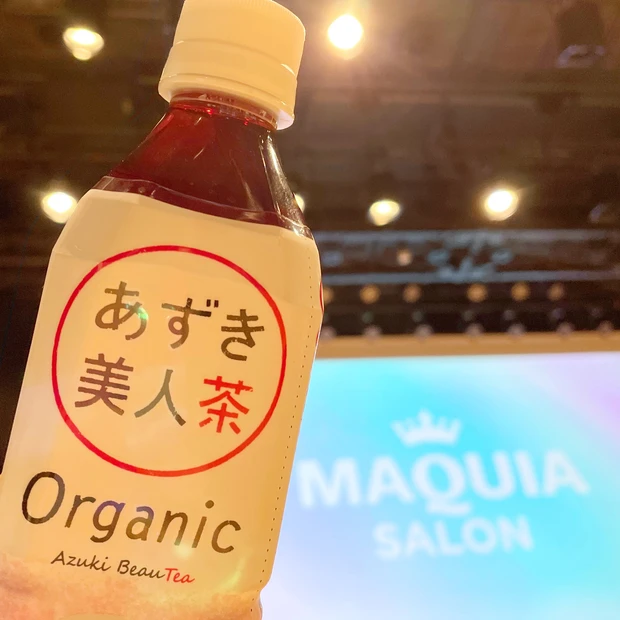 あずき
美人茶
Organic
Azuki BeauTea
MAQUIA
SALON